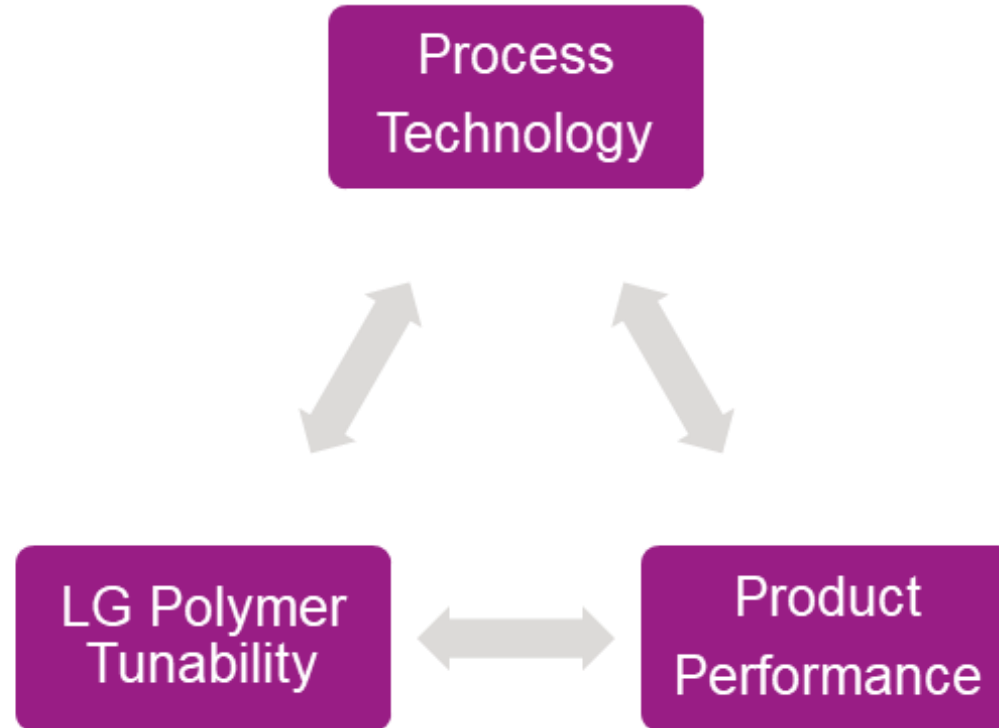 Process
Technology
LG Polymer
Tunability
Product
Performance